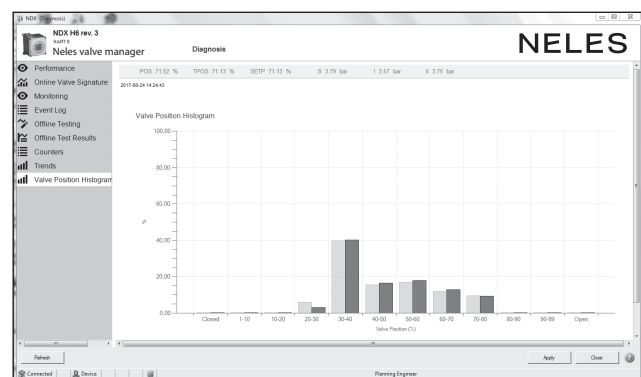 NDX (Diagnosis)
NDX H6 rev. 3
HART 6
Neles valve manager
Diagnosis
NELES
Performance
Online Valve Signature
Monitoring
Event Log
Offline Testing
Offline Test Results
Counters
Trends
Valve Position Histogram
POS 71.52 % TPOS 71.13 % SETP 71.13 % S 3.79 bar I 3.57 bar II 3.75 bar
2017-08-24 14:24:43
Valve Position Histogram
100,00
80,00
60,00
%
40,00
20,00
0,00
Closed 1-10 10-20 20-30 30-40 40-50 50-60 60-70 70-80 80-90 90-99 Open
Valve Position (%)
Refresh Apply Close
Connected Device Planning Engineer